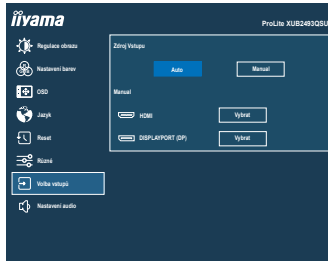 iiyama
ProLite XUB2493QSU
Regulace obrazu
Nastavení barev
OSD
Jazyk
Reset
Různé
Volba vstupů
Nastavení audio
Zdroj Vstupu
Auto
Manual
Manual
HDMI
Vybrat
DISPLAYPORT (DP)
Vybrat